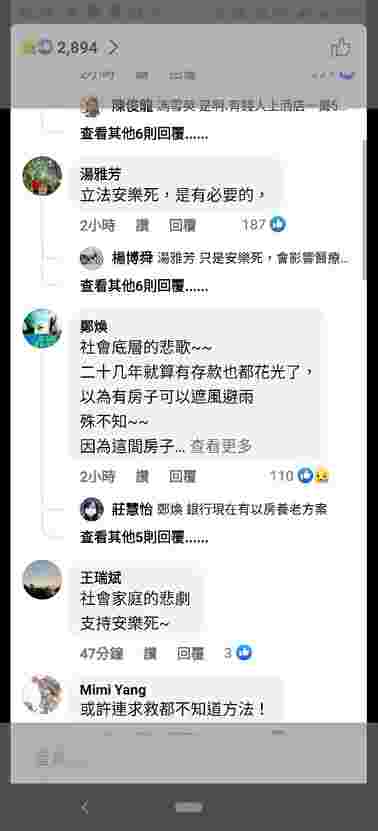 2,894
陳俊龍 馮雪英 是啊.有錢人上酒店一攤5...
查看其他6則回覆......
湯雅芳
立法安樂死，是有必要的，
2小時 讚 回覆 187
楊博舜 湯雅芳 只是安樂死，會影響醫療...
查看其他6則回覆......
鄭煥
社會底層的悲歌~~
二十几年就算有存款也都花光了，
以為有房子可以遮風避雨
殊不知~~
因為這間房子... 查看更多
2小時 讚 回覆 110
莊慧怡 鄭煥 銀行現在有以房養老方案
查看其他5則回覆......
王瑞斌
社會家庭的悲劇
支持安樂死~
47分鐘 讚 回覆 3
Mimi Yang
或許連求救都不知道方法！